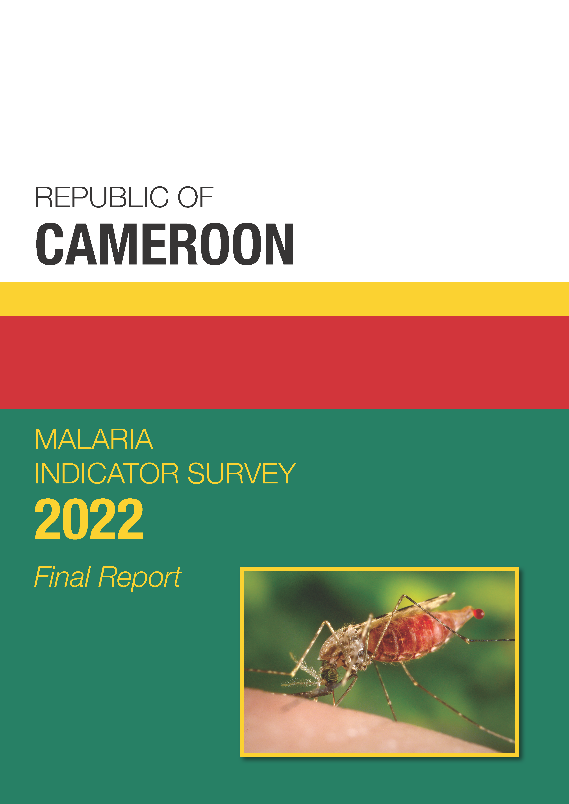 REPUBLIC OF
CAMEROON
MALARIA
INDICATOR SURVEY
2022
Final Report